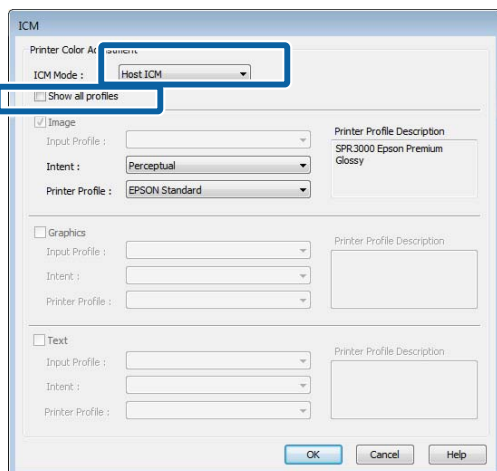 ICM
Printer Color Adjustment
ICM Mode : Host ICM
Show all profiles
Image
Input Profile :
Intent : Perceptual
Printer Profile : EPSON Standard
Printer Profile Description
SPR3000 Epson Premium
Glossy
Graphics
Input Profile :
Intent :
Printer Profile :
Printer Profile Description
Text
Input Profile :
Intent :
Printer Profile :
Printer Profile Description
OK Cancel Help